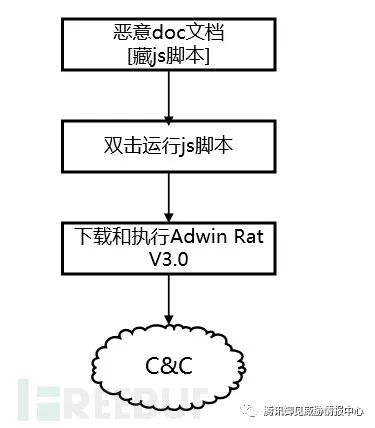 恶意doc文档
[藏js脚本]
双击运行js脚本
下载和执行Adwin Rat
V3.0
C&C
FREEBUF
腾讯御见威胁情报中心